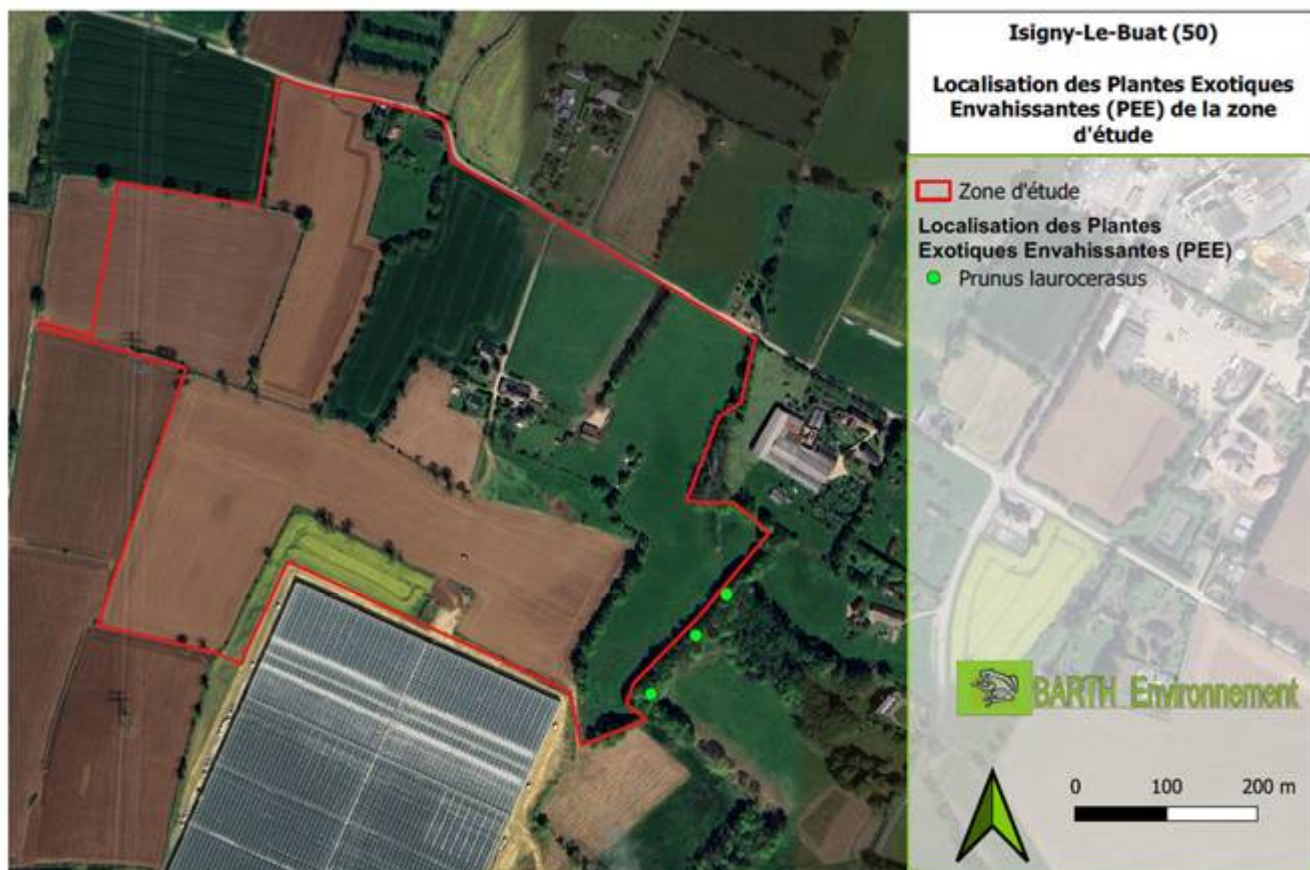 Isigny-Le-Buat (50)
Localisation des Plantes Exotiques
Envahissantes (PEE) de la zone
d'étude
Zone d'étude
Localisation des Plantes
Exotiques Envahissantes (PEE)
Prunus laurocerasus
BARTH Environnement
0 100 200 m